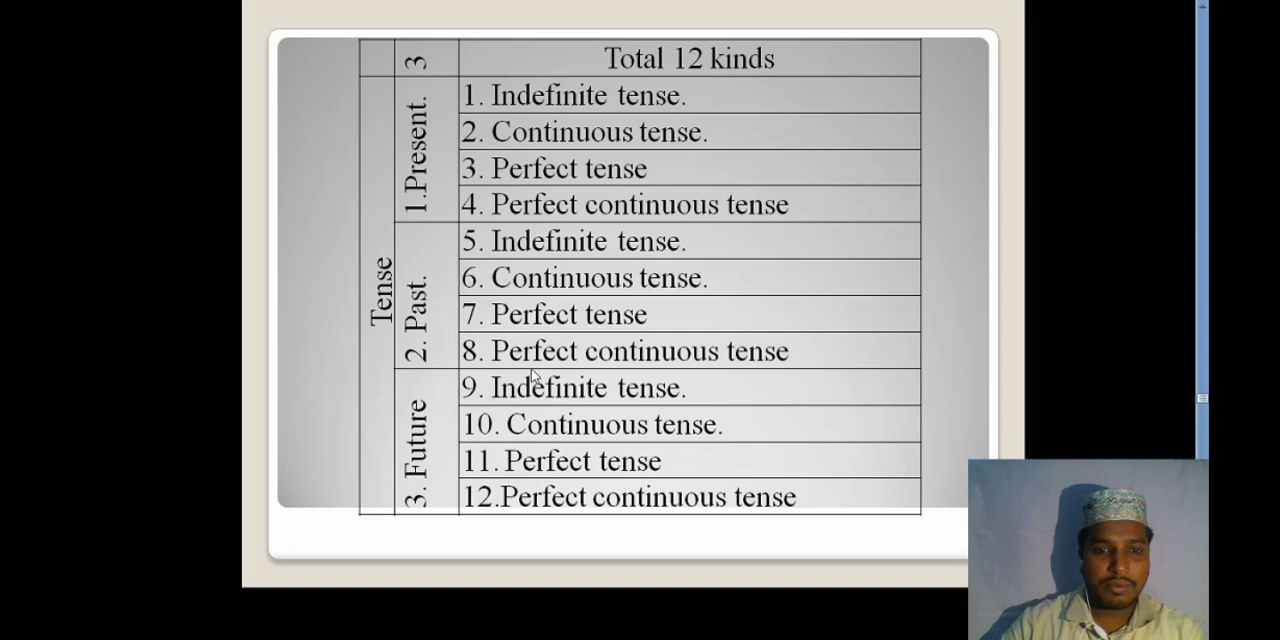 3 Total 12 kinds
Tense
1.Present.
1. Indefinite tense.
2. Continuous tense.
3. Perfect tense
4. Perfect continuous tense
2. Past.
5. Indefinite tense.
6. Continuous tense.
7. Perfect tense
8. Perfect continuous tense
3. Future
9. Indefinite tense.
10. Continuous tense.
11. Perfect tense
12.Perfect continuous tense